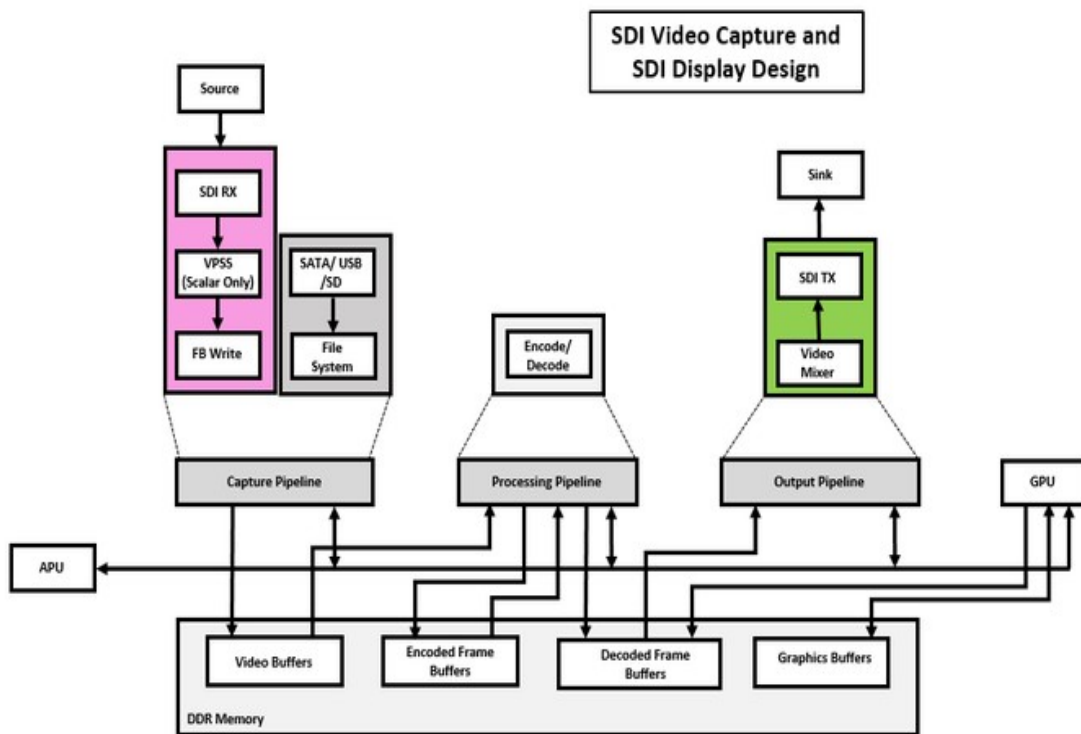 SDI Video Capture and
SDI Display Design
Source
SDI RX
VPSS
(Scalar Only)
FB Write
SATA/ USB
/SD
File
System
Encode/
Decode
Sink
SDI TX
Video
Mixer
Capture Pipeline
Processing Pipeline
Output Pipeline
GPU
APU
Video Buffers
Encoded Frame
Buffers
Decoded Frame
Buffers
Graphics Buffers
DDR Memory